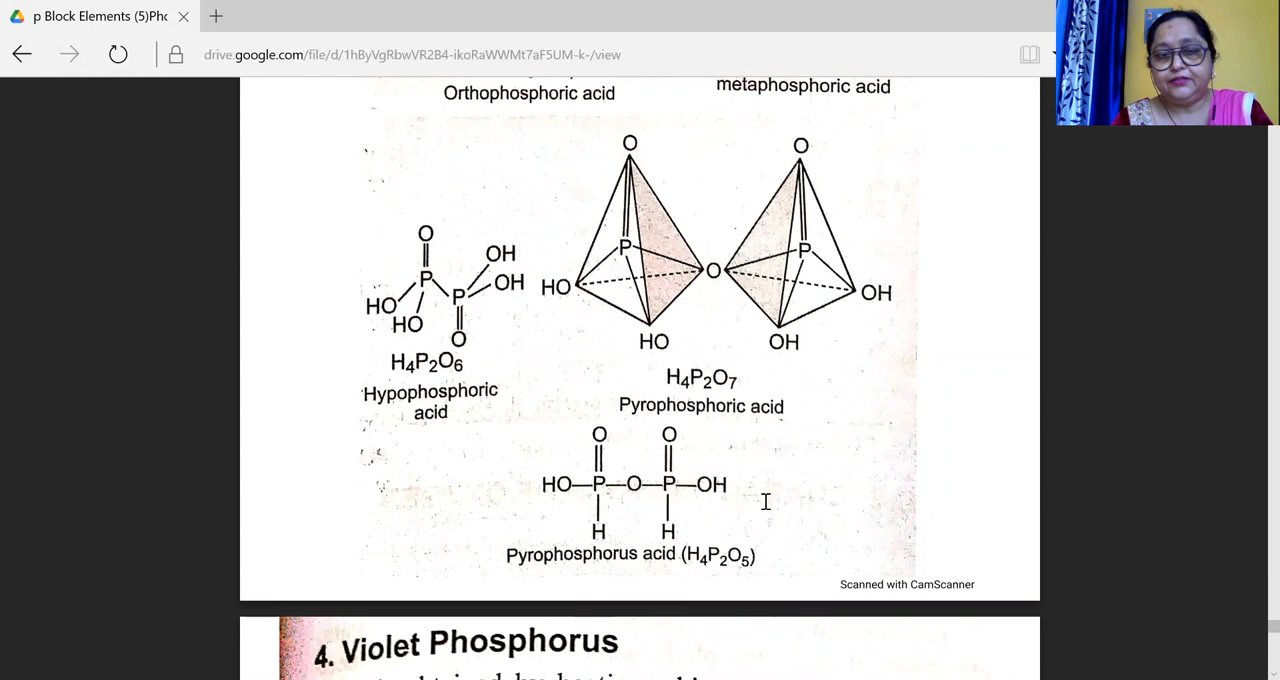 p Block Elements (5)Pho
drive.google.com/file/d/1hByVgRbwVR2B4-ikoRaWWMt7aF5UM-k-/view
Orthophosphoric acid
metaphosphoric acid
O
O
O
OH
P
P
P
OH
HO
O
P
HO
OH
HO
O
HO
OH
H4P2O6
Hypophosphoric
acid
H4P2O7
Pyrophosphoric acid
O
O
HO—P—O—P—OH
H
H
Pyrophosphorus acid (H4P2O5)
Scanned with CamScanner
4. Violet Phosphorus